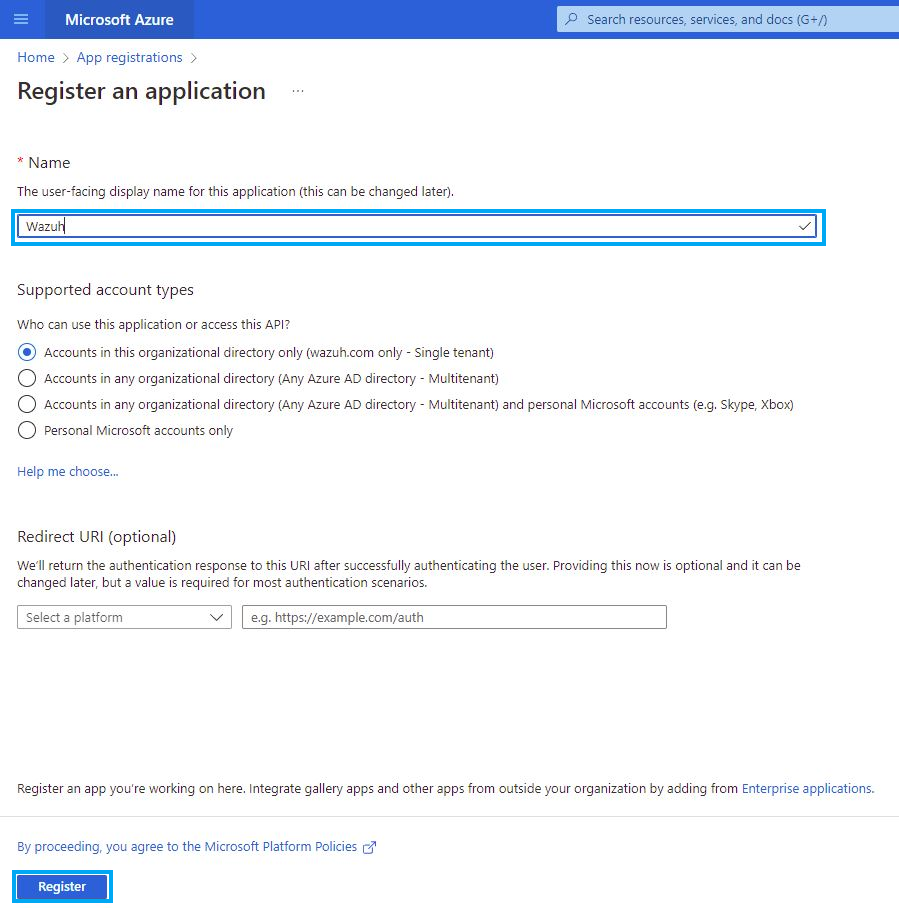 Microsoft Azure
Search resources, services, and docs (G+/)
Home > App registrations >
Register an application ...
* Name
The user-facing display name for this application (this can be changed later).
Wazuh
Supported account types
Who can use this application or access this API?
Accounts in this organizational directory only (wazuh.com only - Single tenant)
Accounts in any organizational directory (Any Azure AD directory - Multitenant)
Accounts in any organizational directory (Any Azure AD directory - Multitenant) and personal Microsoft accounts (e.g. Skype, Xbox)
Personal Microsoft accounts only
Help me choose...
Redirect URI (optional)
We'll return the authentication response to this URI after successfully authenticating the user. Providing this now is optional and it can be
changed later, but a value is required for most authentication scenarios.
Select a platform
e.g. https://example.com/auth
Register an app you're working on here. Integrate gallery apps and other apps from outside your organization by adding from Enterprise applications.
By proceeding, you agree to the Microsoft Platform Policies
Register